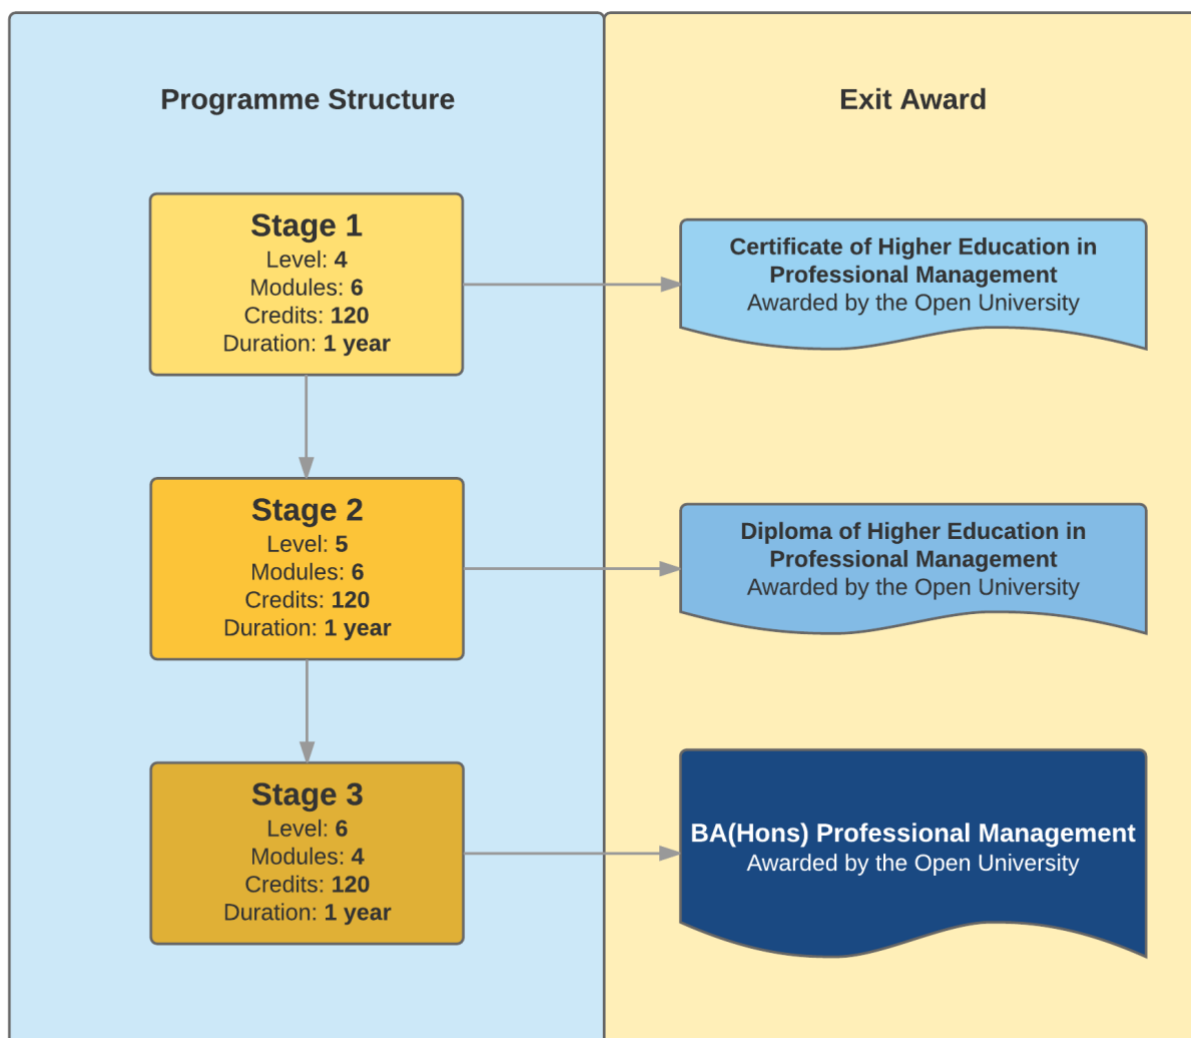 Programme Structure
Exit Award
Stage 1
Level: 4
Modules: 6
Credits: 120
Duration: 1 year
Certificate of Higher Education in
Professional Management
Awarded by the Open University
Stage 2
Level: 5
Modules: 6
Credits: 120
Duration: 1 year
Diploma of Higher Education in
Professional Management
Awarded by the Open University
Stage 3
Level: 6
Modules: 4
Credits: 120
Duration: 1 year
BA(Hons) Professional Management
Awarded by the Open University